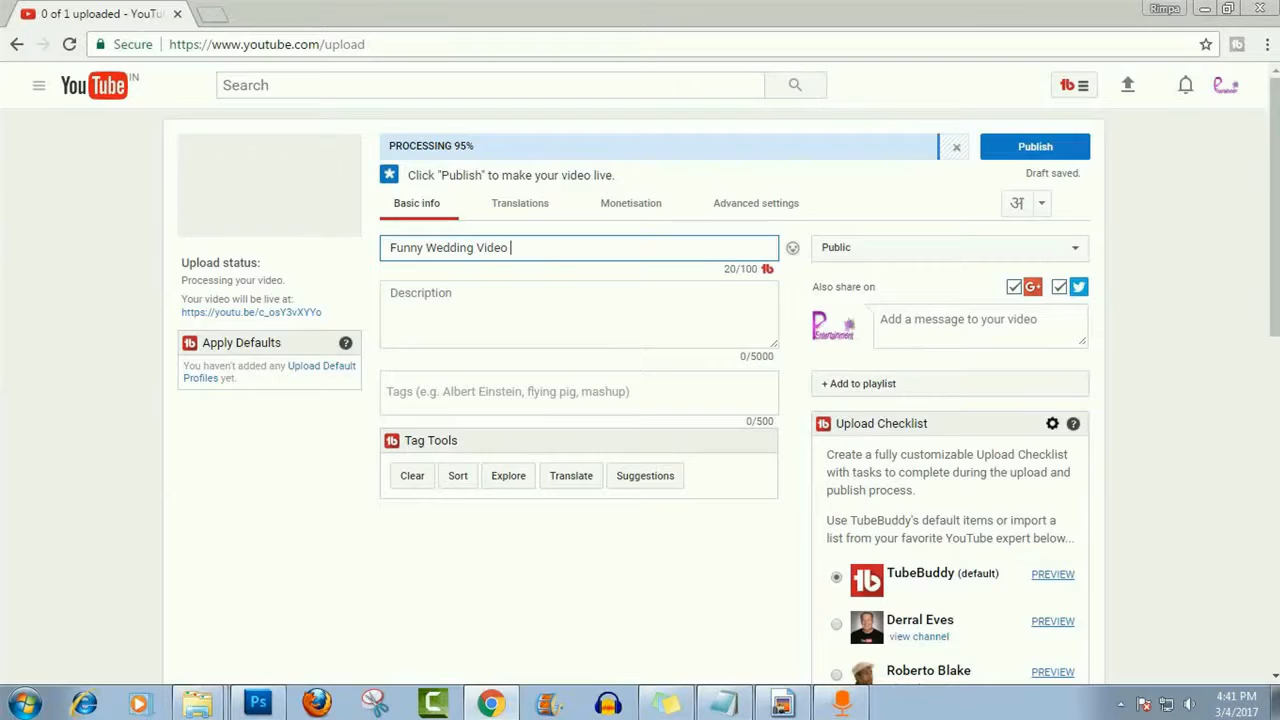 0 of 1 uploaded - YouTu
Rimpa
Secure
https://www.youtube.com/upload
YouTube IN
Search
PROCESSING 95%
Publish
Click "Publish" to make your video live.
Draft saved.
Basic info
Translations
Monetisation
Advanced settings
अ
Funny Wedding Video
Public
20/100
Upload status:
Processing your video.
Your video will be live at:
https://youtu.be/c_osY3vXYYo
Description
Also share on
G+
Add a message to your video
Entertainment
Apply Defaults
You haven't added any Upload Default
Profiles yet.
0/5000
Tags (e.g. Albert Einstein, flying pig, mashup)
+ Add to playlist
0/500
Tag Tools
Upload Checklist
Clear
Sort
Explore
Translate
Suggestions
Create a fully customizable Upload Checklist
with tasks to complete during the upload and
publish process.
Use TubeBuddy's default items or import a
list from your favorite YouTube expert below...
TubeBuddy (default)
PREVIEW
Derral Eves
PREVIEW
view channel
Roberto Blake
PREVIEW
Ps
4:41 PM
3/4/2017